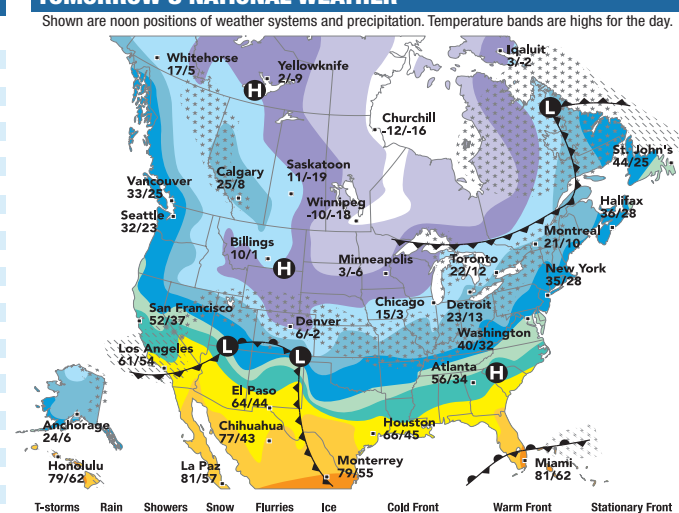 TOMORROW'S NATIONAL WEATHER
Shown are noon positions of weather systems and precipitation. Temperature bands are highs for the day.
Iqaluit
3/-2
Whitehorse
17/5
Yellowknife
2/-9
H
L
Churchill
-12/-16
St. John's
44/25
Calgary
25/8
Saskatoon
11/-19
Vancouver
33/25
Winnipeg
-10/-18
Halifax
36/28
Seattle
32/23
Montreal
21/10
Billings
10/1
H
Minneapolis
3/-6
Toronto
22/12
New York
35/28
Chicago
15/3
Detroit
23/13
San Francisco
52/37
Denver
6/-2
Washington
40/32
Los Angeles
61/54
L
L
Atlanta
56/34
H
El Paso
64/44
Anchorage
24/6
Chihuahua
77/43
Houston
66/45
Honolulu
79/62
La Paz
81/57
Monterrey
79/55
Miami
81/62
T-storms Rain Showers Snow Flurries Ice Cold Front Warm Front Stationary Front